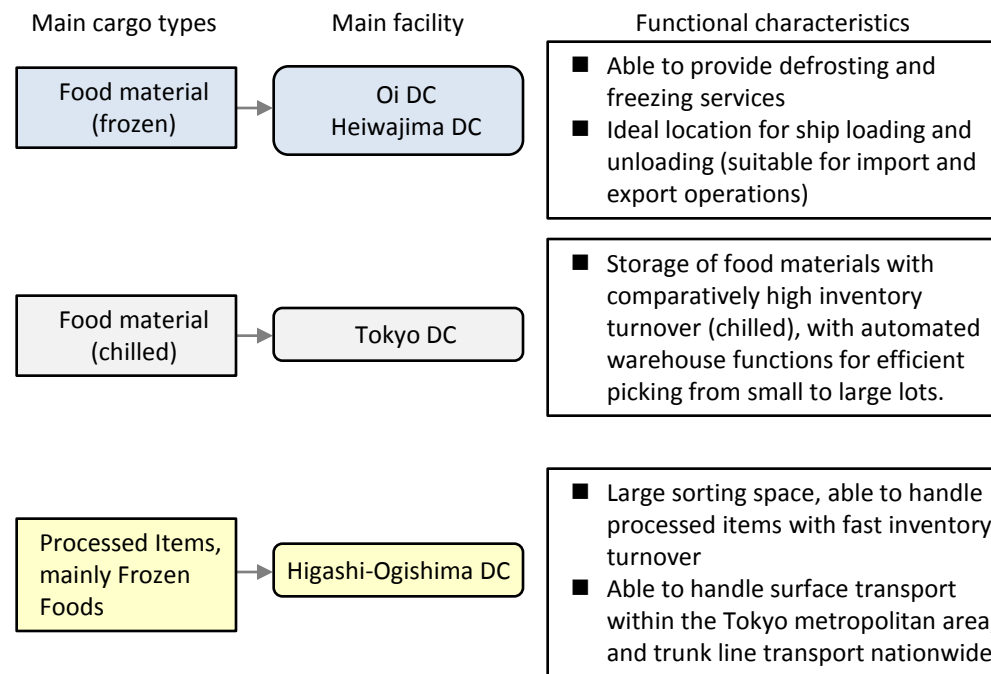 Main cargo types
Main facility
Functional characteristics
Food material
(frozen)
Oi DC
Heiwajima DC
■ Able to provide defrosting and
freezing services
■ Ideal location for ship loading and
unloading (suitable for import and
export operations)
Food material
(chilled)
Tokyo DC
■ Storage of food materials with
comparatively high inventory
turnover (chilled), with automated
warehouse functions for efficient
picking from small to large lots.
Processed Items,
mainly Frozen
Foods
Higashi-Ogishima DC
■ Large sorting space, able to handle
processed items with fast inventory
turnover
■ Able to handle surface transport
within the Tokyo metropolitan area
and trunk line transport nationwide